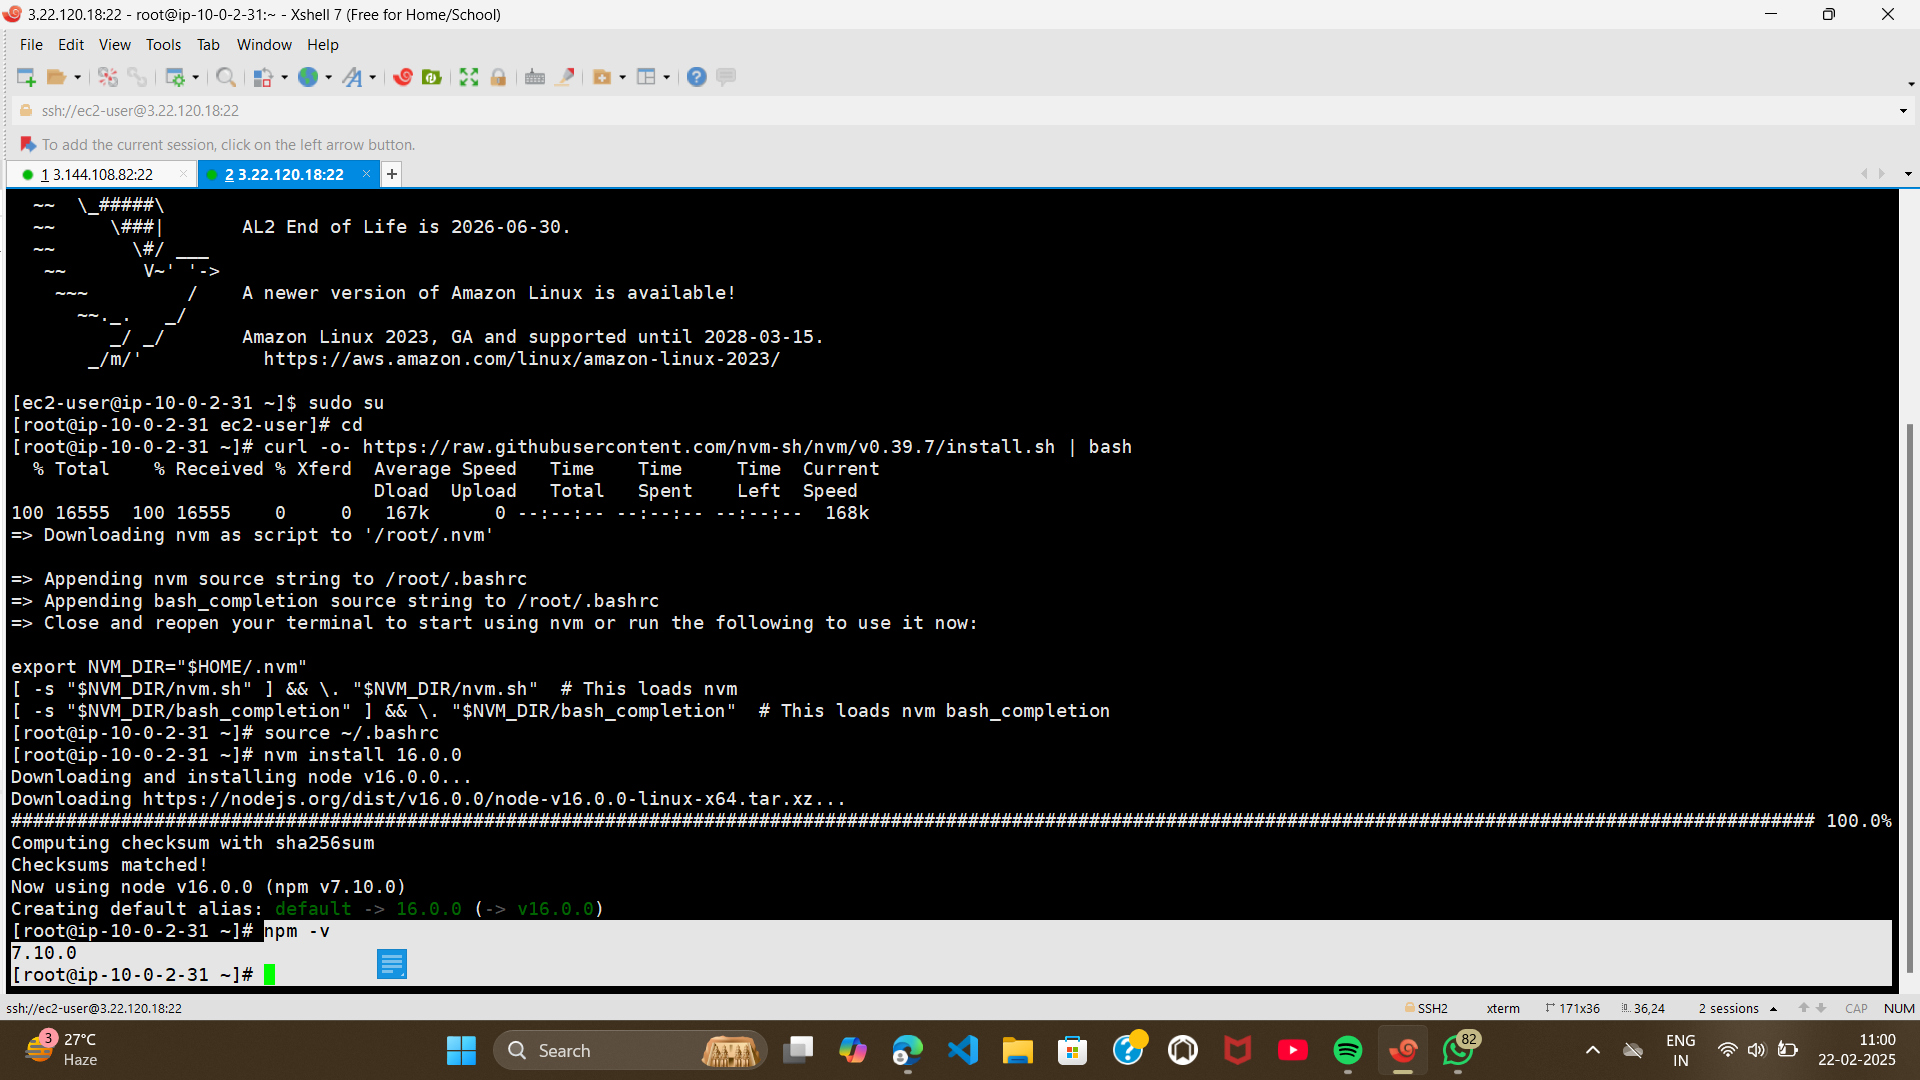 3.22.120.18:22 - root@ip-10-0-2-31:~ - Xshell 7 (Free for Home/School)
File Edit View Tools Tab Window Help
ssh://ec2-user@3.22.120.18:22
To add the current session, click on the left arrow button.
1 3.144.108.82:22 2 3.22.120.18:22
   ~~  \_#####\
  ~~     \###|       AL2 End of Life is 2026-06-30.
  ~~       \#/ ___
   ~~       V~' '->
    ~~~         /    A newer version of Amazon Linux is available!
      ~~._.   _/
         _/ _/       Amazon Linux 2023, GA and supported until 2028-03-15.
       _/m/'           https://aws.amazon.com/linux/amazon-linux-2023/
[ec2-user@ip-10-0-2-31 ~]$ sudo su
[root@ip-10-0-2-31 ec2-user]# cd
[root@ip-10-0-2-31 ~]# curl -o- https://raw.githubusercontent.com/nvm-sh/nvm/v0.39.7/install.sh | bash
  % Total    % Received % Xferd  Average Speed   Time    Time     Time  Current
                                 Dload  Upload   Total   Spent    Left  Speed
100 16555  100 16555    0     0   167k      0 --:--:-- --:--:-- --:--:--  168k
=> Downloading nvm as script to '/root/.nvm'
=> Appending nvm source string to /root/.bashrc
=> Appending bash_completion source string to /root/.bashrc
=> Close and reopen your terminal to start using nvm or run the following to use it now:
export NVM_DIR="$HOME/.nvm"
[ -s "$NVM_DIR/nvm.sh" ] && \. "$NVM_DIR/nvm.sh"  # This loads nvm
[ -s "$NVM_DIR/bash_completion" ] && \. "$NVM_DIR/bash_completion"  # This loads nvm bash_completion
[root@ip-10-0-2-31 ~]# source ~/.bashrc
[root@ip-10-0-2-31 ~]# nvm install 16.0.0
Downloading and installing node v16.0.0...
Downloading https://nodejs.org/dist/v16.0.0/node-v16.0.0-linux-x64.tar.xz...
#################################################################################################################################################################### 100.0%
Computing checksum with sha256sum
Checksums matched!
Now using node v16.0.0 (npm v7.10.0)
Creating default alias: default -> 16.0.0 (-> v16.0.0)
[root@ip-10-0-2-31 ~]# npm -v
7.10.0
[root@ip-10-0-2-31 ~]#
ssh://ec2-user@3.22.120.18:22 SSH2 xterm 171x36 36,24 2 sessions CAP NUM
3 27°C
Haze
Search
82
ENG
IN
11:00
22-02-2025